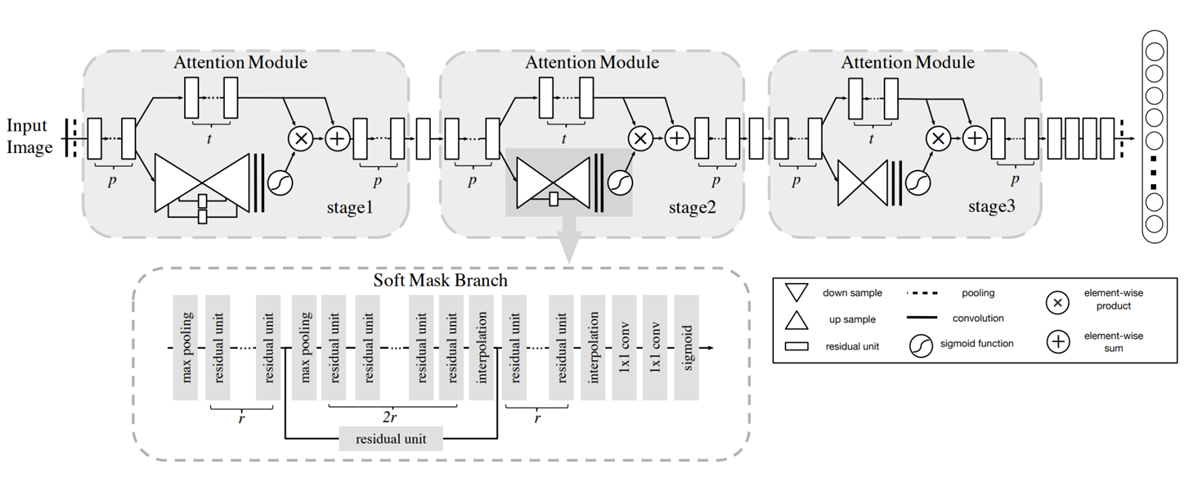 Attention Module
Attention Module
Attention Module
Input
Image
t
t
t
p
p
p
p
p
p
stage1
stage2
stage3
Soft Mask Branch
max pooling
residual unit
residual unit
max pooling
residual unit
residual unit
residual unit
residual unit
interpolation
residual unit
residual unit
interpolation
1x1 conv
1x1 conv
sigmoid
r
2r
r
residual unit
down sample
pooling
element-wise
product
up sample
convolution
residual unit
sigmoid function
element-wise
sum